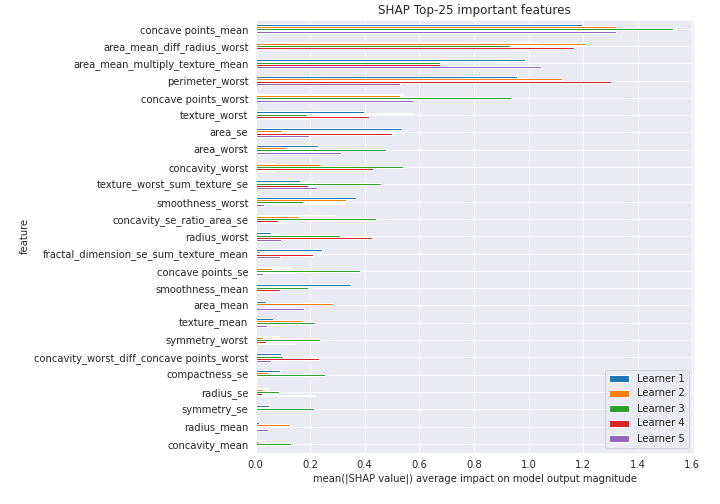 SHAP Top-25 important features
concave points_mean
area_mean_diff_radius_worst
area_mean_multiply_texture_mean
perimeter_worst
concave points_worst
texture_worst
area_se
area_worst
concavity_worst
texture_worst_sum_texture_se
smoothness_worst
concavity_se_ratio_area_se
radius_worst
fractal_dimension_se_sum_texture_mean
concave points_se
smoothness_mean
area_mean
texture_mean
symmetry_worst
concavity_worst_diff_concave points_worst
compactness_se
radius_se
symmetry_se
radius_mean
concavity_mean
feature
Learner 1
Learner 2
Learner 3
Learner 4
Learner 5
0.0 0.2 0.4 0.6 0.8 1.0 1.2 1.4 1.6
mean(|SHAP value|) average impact on model output magnitude